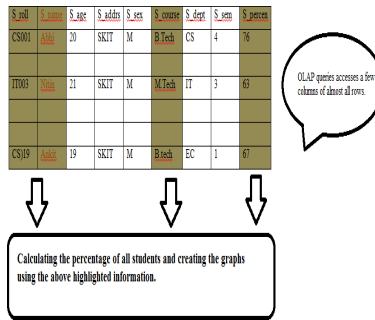 S_roll S_name S_age S_addrs S_sex S_course S_dept S_sem S_percen
CS001 Abhi 20 SKIT M B.Tech CS 4 76
IT003 Nitin 21 SKIT M M.Tech IT 3 63
CS)19 Ankit 19 SKIT M B.tech EC 1 67
OLAP queries accesses a few
columns of almost all rows.
Calculating the percentage of all students and creating the graphs
using the above highlighted information.